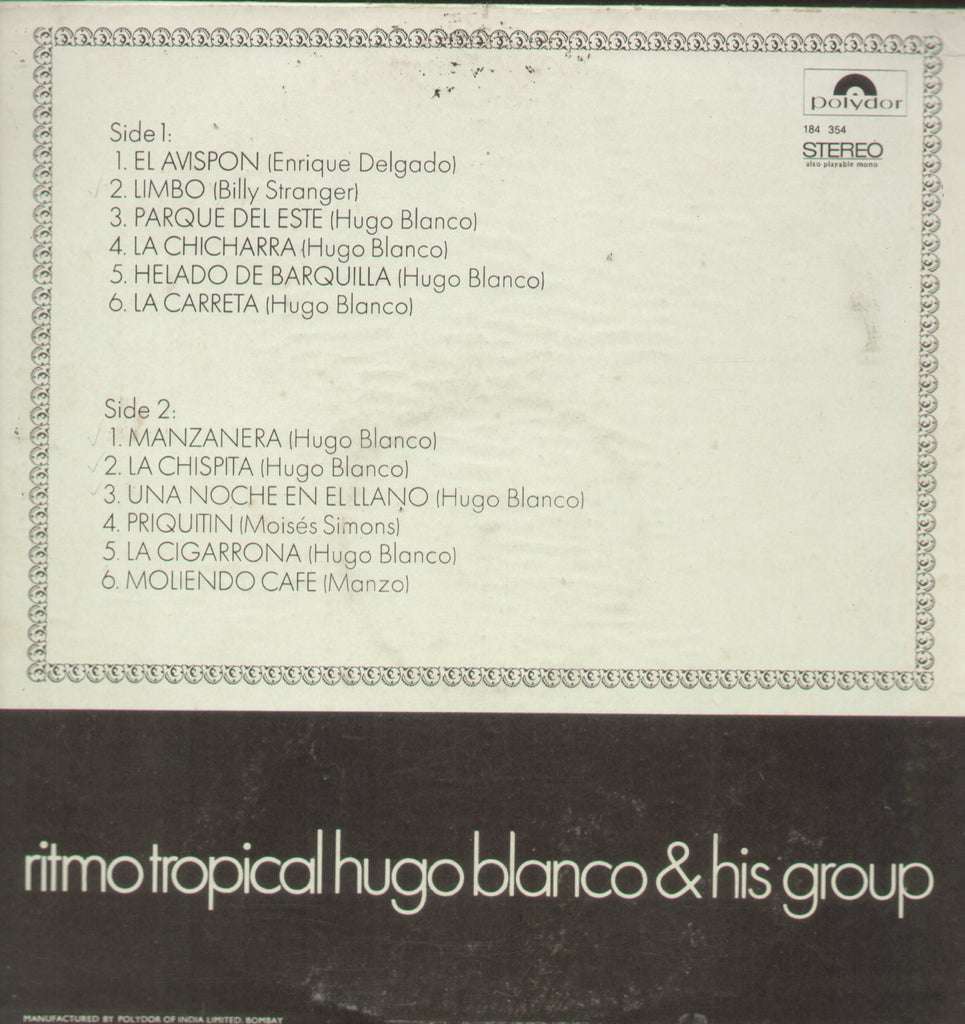 polydor
184 354
STEREO
also playable mono
Side 1:
1. EL AVISPON (Enrique Delgado)
2. LIMBO (Billy Stranger)
3. PARQUE DEL ESTE (Hugo Blanco)
4. LA CHICHARRA (Hugo Blanco)
5. HELADO DE BARQUILLA (Hugo Blanco)
6. LA CARRETA (Hugo Blanco)
Side 2:
1. MANZANERA (Hugo Blanco)
2. LA CHISPITA (Hugo Blanco)
3. UNA NOCHE EN EL LLANO (Hugo Blanco)
4. PRIQUITIN (Moisés Simons)
5. LA CIGARRONA (Hugo Blanco)
6. MOLIENDO CAFE (Manzo)
ritmo tropical hugo blanco & his group
MANUFACTURED BY POLYDOR OF INDIA LIMITED, BOMBAY